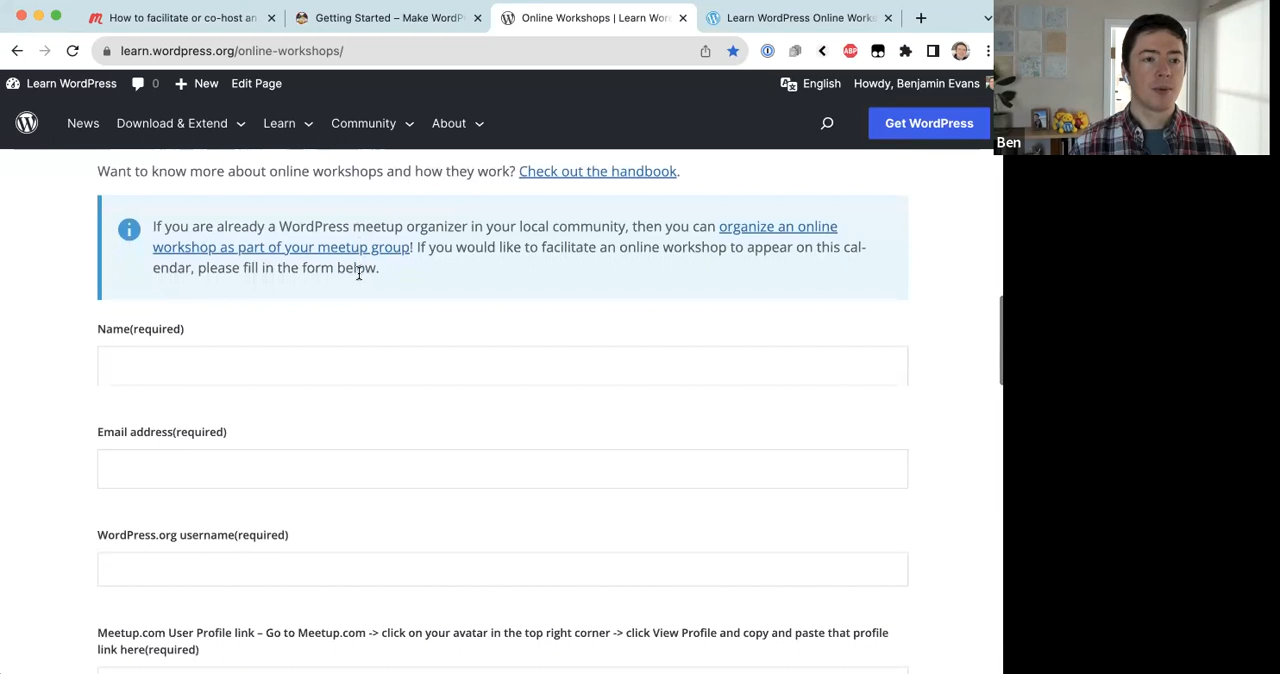 How to facilitate or co-host an
Getting Started – Make WordP
Online Workshops | Learn Wor
Learn WordPress Online Works
learn.wordpress.org/online-workshops/
ABP
Learn WordPress
0
New
Edit Page
English
Howdy, Benjamin Evans
News
Download & Extend
Learn
Community
About
Get WordPress
Ben
Want to know more about online workshops and how they work? Check out the handbook.
If you are already a WordPress meetup organizer in your local community, then you can organize an online
workshop as part of your meetup group! If you would like to facilitate an online workshop to appear on this cal-
endar, please fill in the form below.
Name(required)
Email address(required)
WordPress.org username(required)
Meetup.com User Profile link – Go to Meetup.com -> click on your avatar in the top right corner -> click View Profile and copy and paste that profile
link here(required)